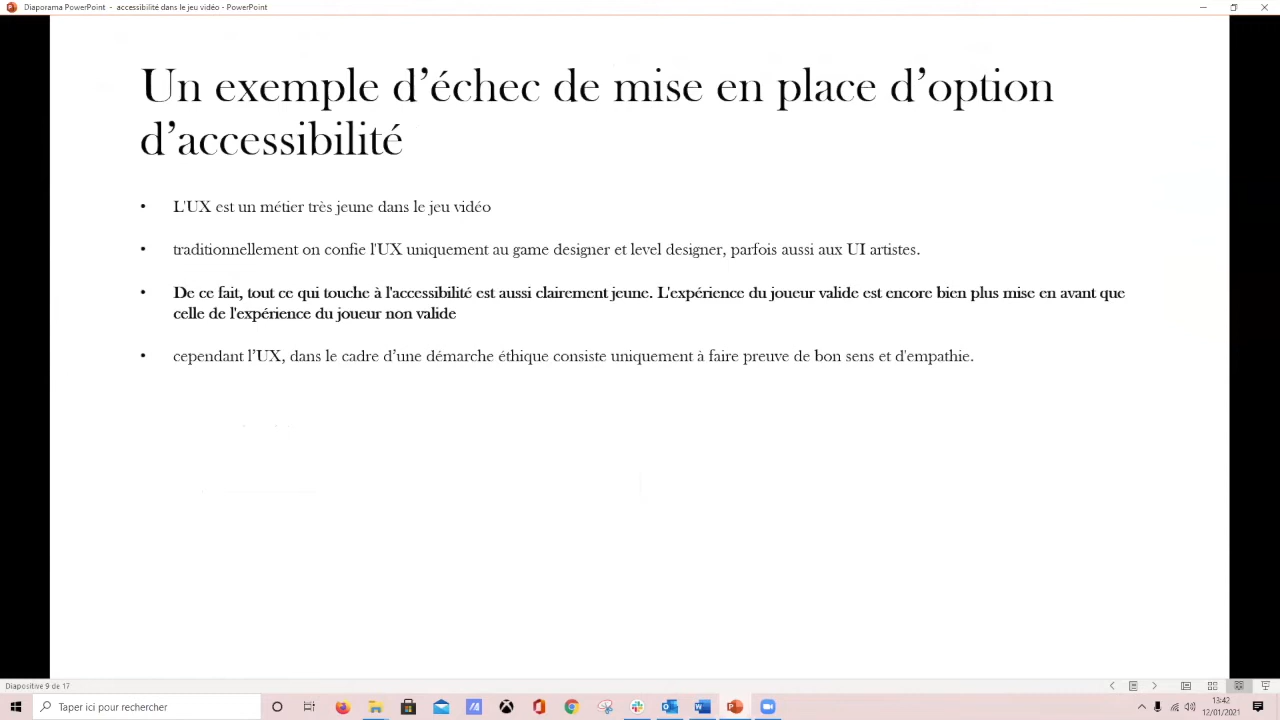 Diaporama PowerPoint - accessibilité dans le jeu vidéo - PowerPoint
Un exemple d’échec de mise en place d’option
d’accessibilité
• L'UX est un métier très jeune dans le jeu vidéo
• traditionnellement on confie l'UX uniquement au game designer et level designer, parfois aussi aux UI artistes.
• De ce fait, tout ce qui touche à l'accessibilité est aussi clairement jeune. L'expérience du joueur valide est encore bien plus mise en avant que
celle de l'expérience du joueur non valide
• cependant l’UX, dans le cadre d’une démarche éthique consiste uniquement à faire preuve de bon sens et d'empathie.
Diapositive 9 de 17
Taper ici pour rechercher
13:42
12/01/2021